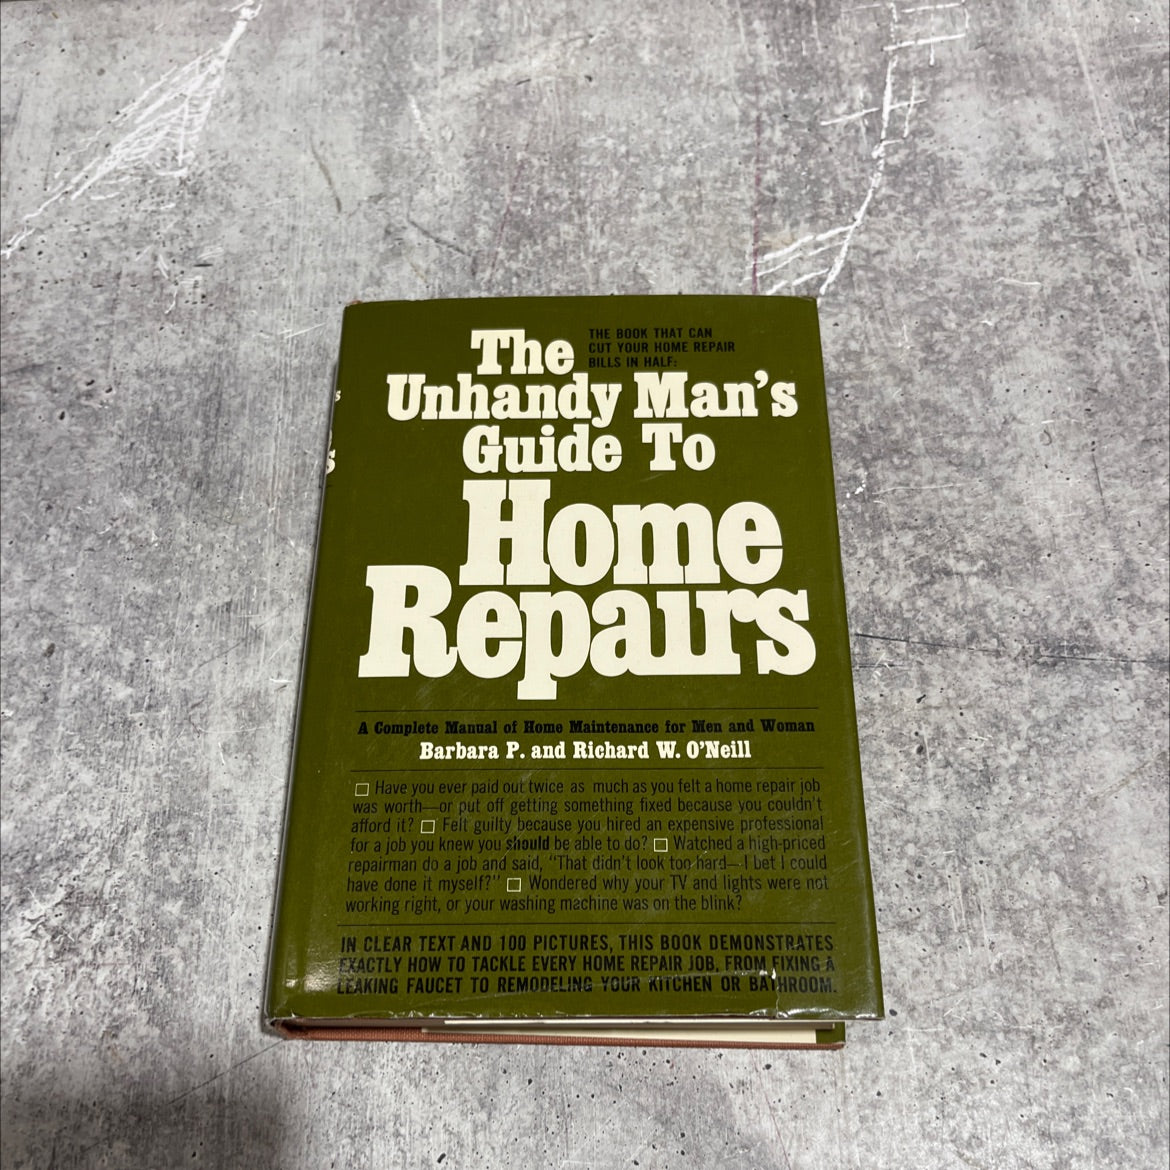 The
THE BOOK THAT CAN
CUT YOUR HOME REPAIR
BILLS IN HALF:
Unhandy Man's
Guide To
Home
Repairs
A Complete Manual of Home Maintenance for Men and Woman
Barbara P. and Richard W. O'Neill
□ Have you ever paid out twice as much as you felt a home repair job
was worth—or put off getting something fixed because you couldn't
afford it? □ Felt guilty because you hired an expensive professional
for a job you knew you should be able to do? □ Watched a high-priced
repairman do a job and said, "That didn't look too hard—I bet I could
have done it myself?" □ Wondered why your TV and lights were not
working right, or your washing machine was on the blink?
IN CLEAR TEXT AND 100 PICTURES, THIS BOOK DEMONSTRATES
EXACTLY HOW TO TACKLE EVERY HOME REPAIR JOB, FROM FIXING A
LEAKING FAUCET TO REMODELING YOUR KITCHEN OR BATHROOM.